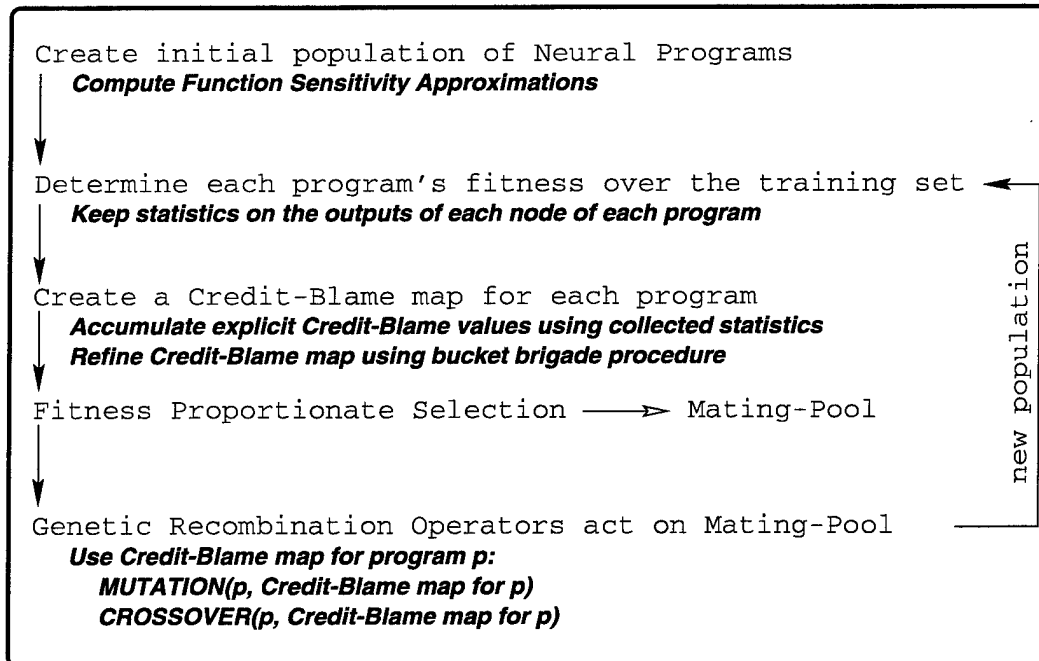 Create initial population of Neural Programs
Compute Function Sensitivity Approximations
Determine each program's fitness over the training set
Keep statistics on the outputs of each node of each program
Create a Credit-Blame map for each program
Accumulate explicit Credit-Blame values using collected statistics
Refine Credit-Blame map using bucket brigade procedure
Fitness Proportionate Selection Mating-Pool
Genetic Recombination Operators act on Mating-Pool
Use Credit-Blame map for program p:
MUTATION(p, Credit-Blame map for p)
CROSSOVER(p, Credit-Blame map for p)
new population